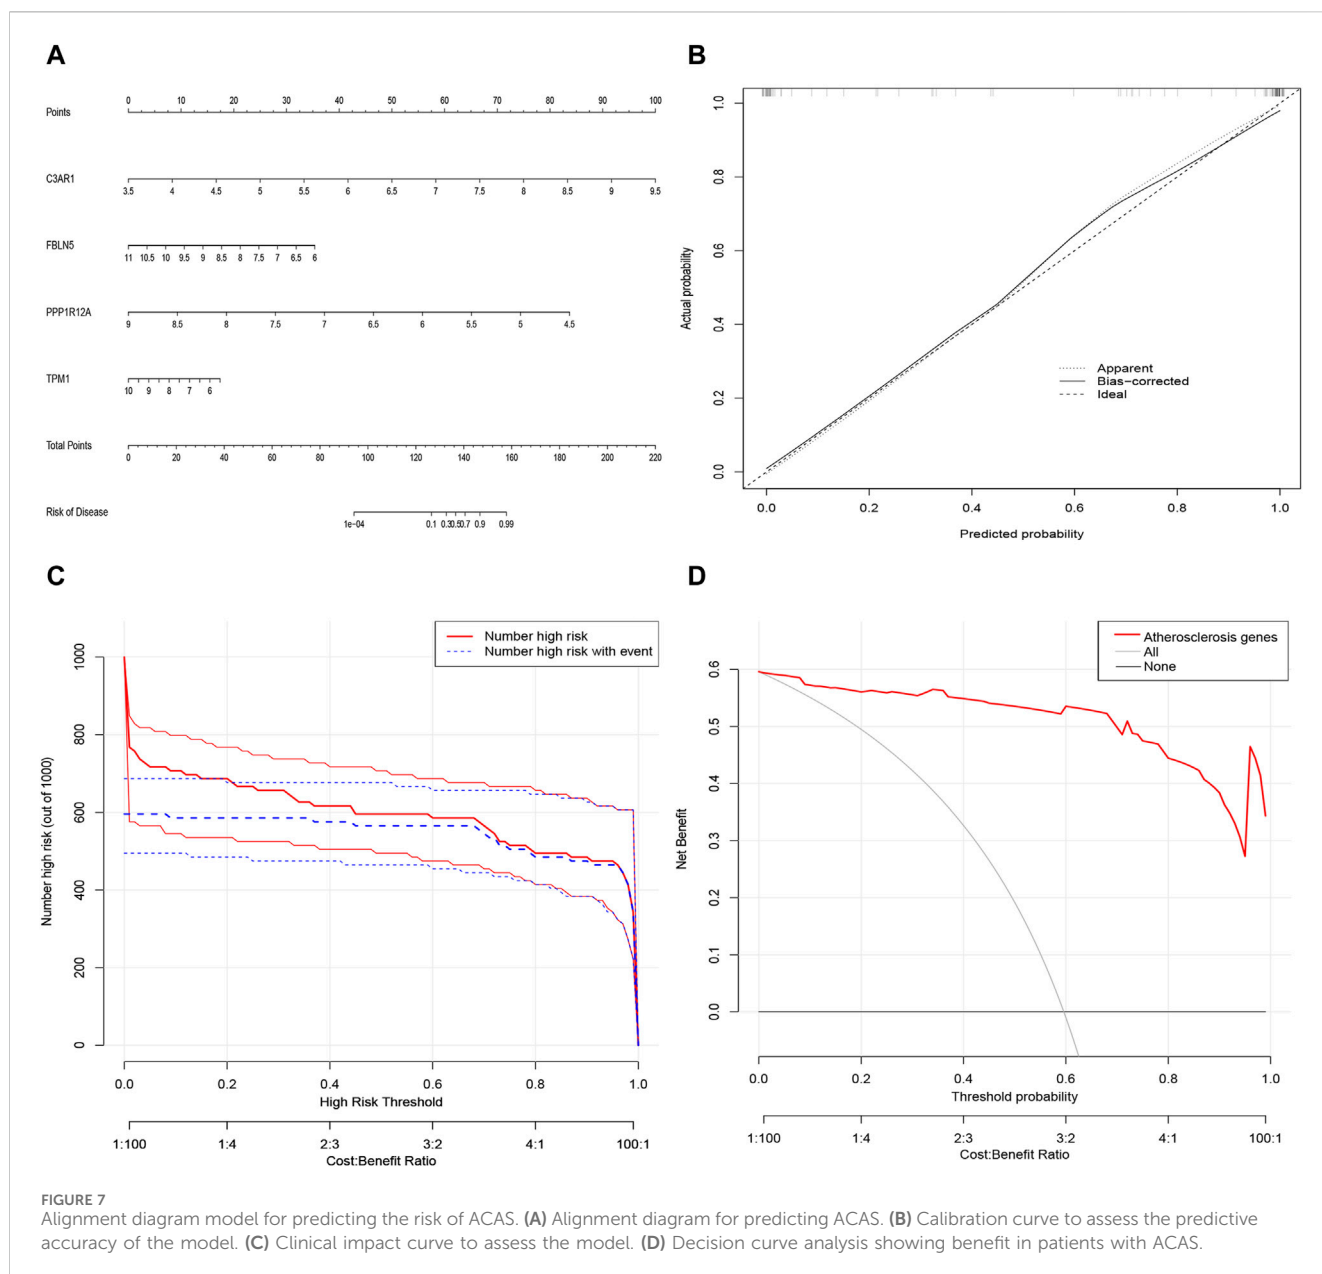 A
Points
0 10 20 30 40 50 60 70 80 90 100
C3AR1
3.5 4 4.5 5 5.5 6 6.5 7 7.5 8 8.5 9 9.5
FBLN5
11 10.5 10 9.5 9 8.5 8 7.5 7 6.5 6
PPP1R12A
9 8.5 8 7.5 7 6.5 6 5.5 5 4.5
TPM1
10 9 8 7 6
Total Points
0 20 40 60 80 100 120 140 160 180 200 220
Risk of Disease
1e-04 0.1 0.3 0.5 0.7 0.9 0.99
B
Actual probability
1.0
0.8
0.6
0.4
0.2
0.0
Apparent
Bias-corrected
Ideal
0.0 0.2 0.4 0.6 0.8 1.0
Predicted probability
C
Number high risk (out of 1000)
Number high risk
Number high risk with event
1000
800
600
400
200
0
0.0 0.2 0.4 0.6 0.8 1.0
High Risk Threshold
1:100 1:4 2:3 3:2 4:1 100:1
Cost:Benefit Ratio
D
Net Benefit
Atherosclerosis genes
All
None
0.6
0.5
0.4
0.3
0.2
0.1
0.0
0.0 0.2 0.4 0.6 0.8 1.0
Threshold probability
1:100 1:4 2:3 3:2 4:1 100:1
Cost:Benefit Ratio
FIGURE 7
Alignment diagram model for predicting the risk of ACAS. (A) Alignment diagram for predicting ACAS. (B) Calibration curve to assess the predictive
accuracy of the model. (C) Clinical impact curve to assess the model. (D) Decision curve analysis showing benefit in patients with ACAS.